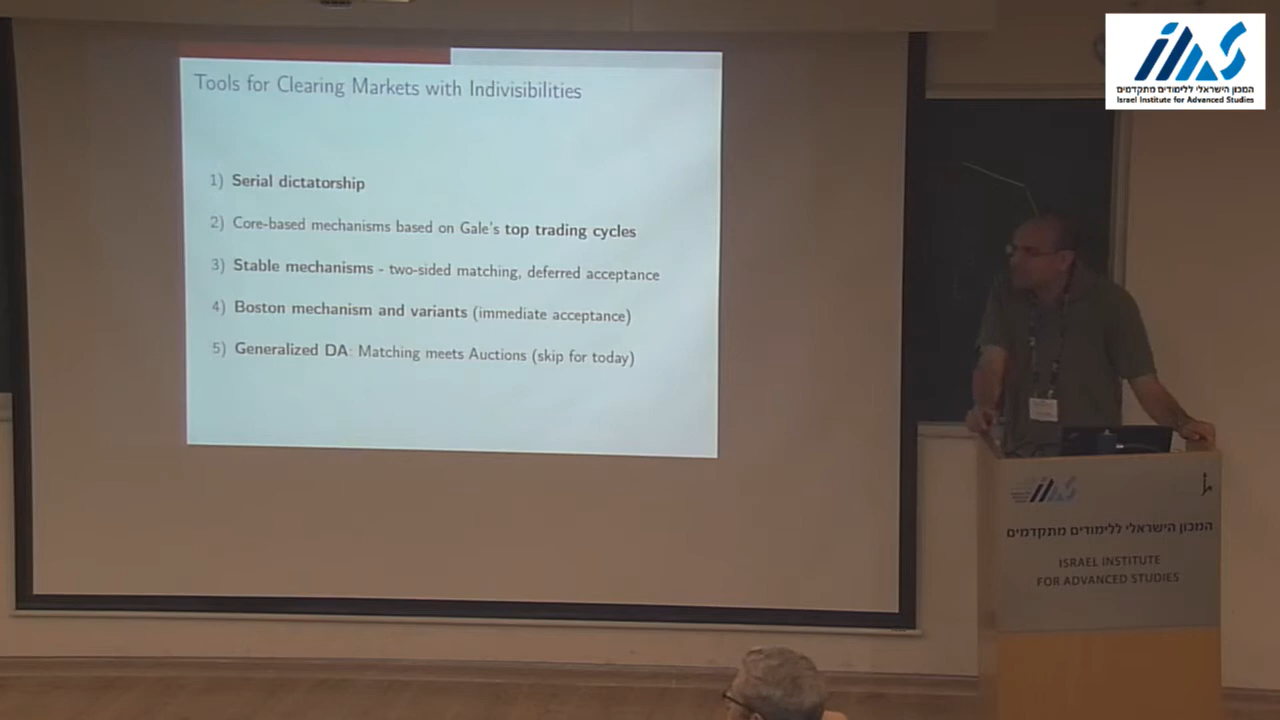 Tools for Clearing Markets with Indivisibilities
1) Serial dictatorship
2) Core-based mechanisms based on Gale's top trading cycles
3) Stable mechanisms - two-sided matching, deferred acceptance
4) Boston mechanism and variants (immediate acceptance)
5) Generalized DA: Matching meets Auctions (skip for today)
המכון הישראלי ללימודים מתקדמים
Israel Institute for Advanced Studies
המכון הישראלי ללימודים מתקדמים
ISRAEL INSTITUTE
FOR ADVANCED STUDIES